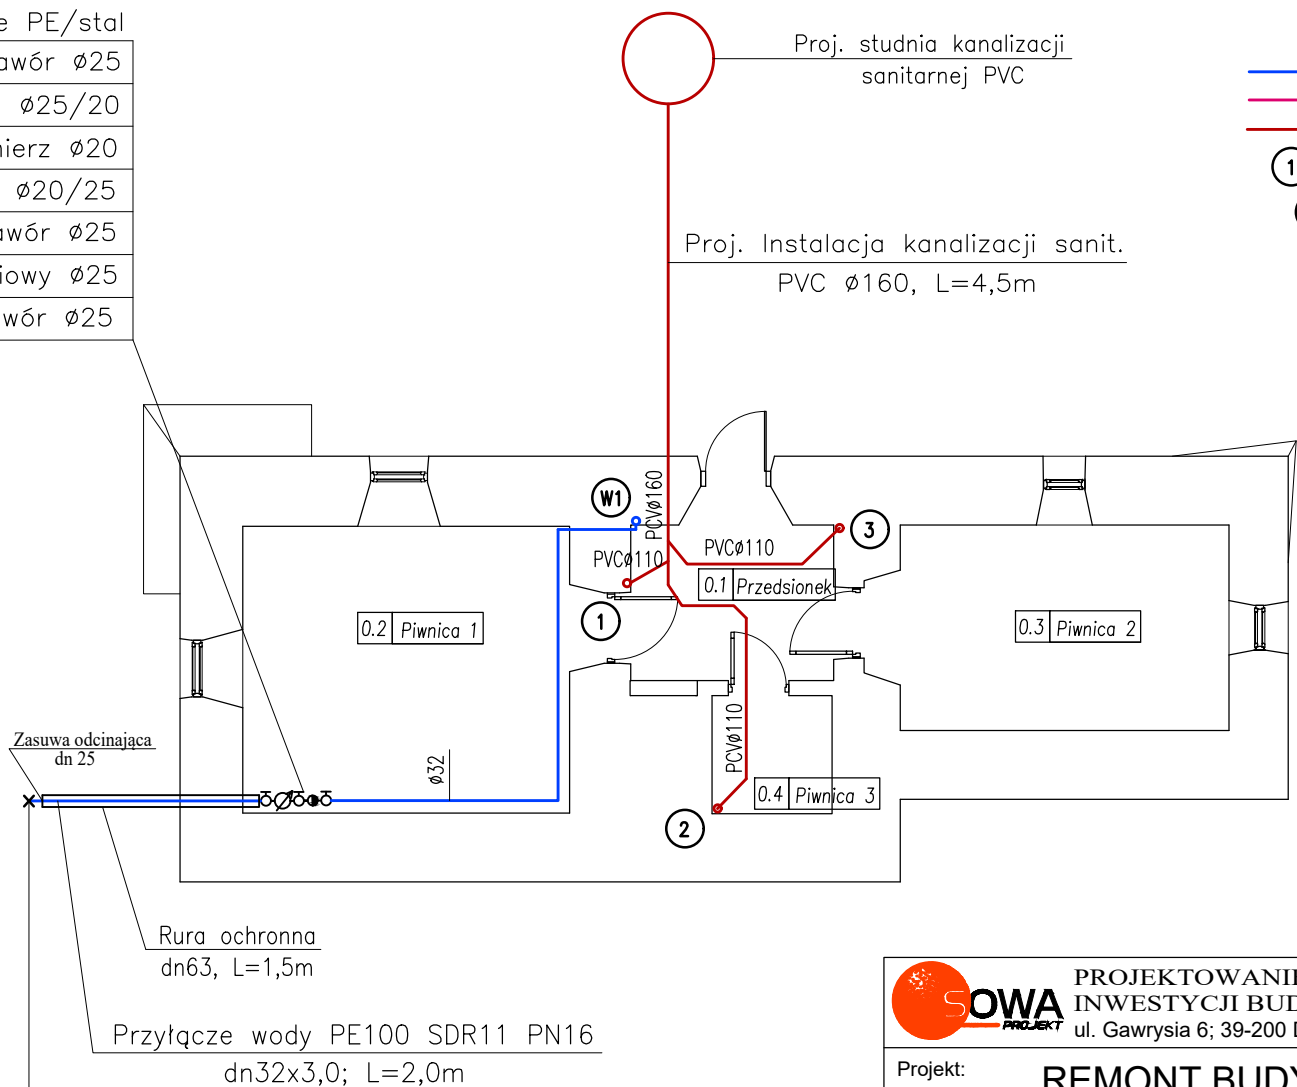 e PE/stal
awór ø25
ø25/20
mierz ø20
ø20/25
awór ø25
iowy ø25
wór ø25
Proj. studnia kanalizacji
sanitarnej PVC
1
Proj. Instalacja kanalizacji sanit.
PVC ø160, L=4,5m
W1
PCVø160
PVCø110
PVCø110
3
0.1 Przedsionek
1
0.2 Piwnica 1
0.3 Piwnica 2
Zasuwa odcinająca
dn 25
ø32
PCVø110
0.4 Piwnica 3
2
Rura ochronna
dn63, L=1,5m
Przyłącze wody PE100 SDR11 PN16
dn32x3,0; L=2,0m
SOWA
PROJEKT
PROJEKTOWANIE
INWESTYCJI BUD
ul. Gawrysia 6; 39-200 D
Projekt:
REMONT BUDY